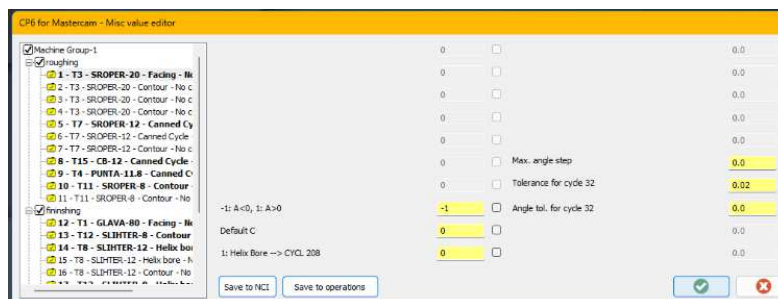 CP6 for Mastercam - Misc value editor
Machine Group-1
roughing
1 - T3 - SROPER-20 - Facing - No
2 - T3 - SROPER-20 - Contour - No c
3 - T3 - SROPER-20 - Contour - No c
4 - T3 - SROPER-20 - Contour - No c
5 - T7 - SROPER-12 - Canned Cy
6 - T7 - SROPER-12 - Canned Cycle -
7 - T7 - SROPER-12 - Contour - No c
8 - T15 - CB-12 - Canned Cycle -
9 - T4 - PUNTA-11.8 - Canned C
10 - T11 - SROPER-8 - Contour -
11 - T11 - SROPER-8 - Contour - No
fininshing
12 - T1 - GLAVA-80 - Facing - No
13 - T12 - SLIHTER-8 - Contour
14 - T8 - SLIHTER-12 - Helix bor
15 - T8 - SLIHTER-12 - Helix bore - N
16 - T8 - SLIHTER-12 - Contour - No
0 0.0
0 0.0
0 0.0
0 0.0
0 0.0
0 Max. angle step 0.0
0 Tolerance for cycle 32 0.02
-1: A<0, 1: A>0 -1 Angle tol. for cycle 32 0.0
Default C 0 0.0
1: Helix Bore --> CYCL 208 0 0.0
Save to NCI Save to operations